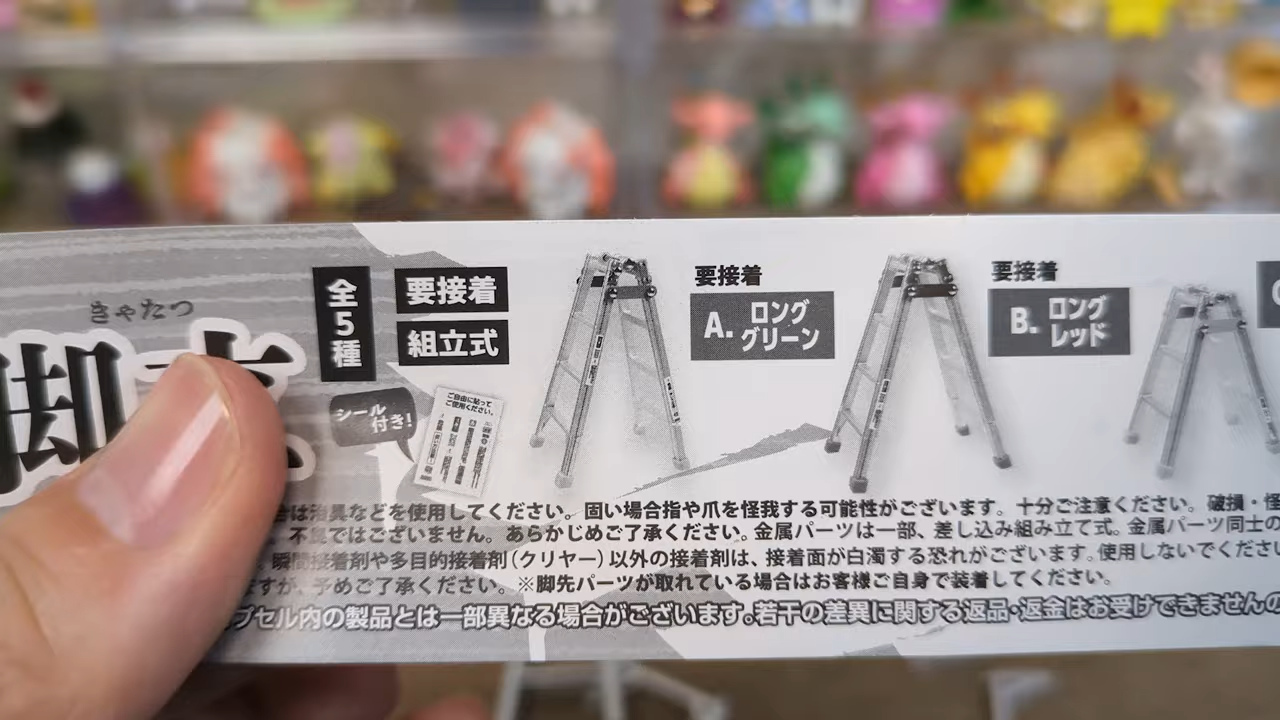 きゃたつ
脚立
全5種
要接着
組立式
シール
付き!
ご自由に貼って
ご使用ください。
要接着
A. ロング
グリーン
要接着
B. ロング
レッド
は治具などを使用してください。固い場合指や爪を怪我する可能性がございます。十分ご注意ください。破損・怪
不良ではございません。あらかじめご了承ください。金属パーツは一部、差し込み組み立て式。金属パーツ同士の
瞬間接着剤や多目的接着剤(クリヤー)以外の接着剤は、接着面が白濁する恐れがございます。使用しないでくださ
ますが、予めご了承ください。※脚先パーツが取れている場合はお客様ご自身で装着してください。
プセル内の製品とは一部異なる場合がございます。若干の差異に関する返品・返金はお受けできませんの